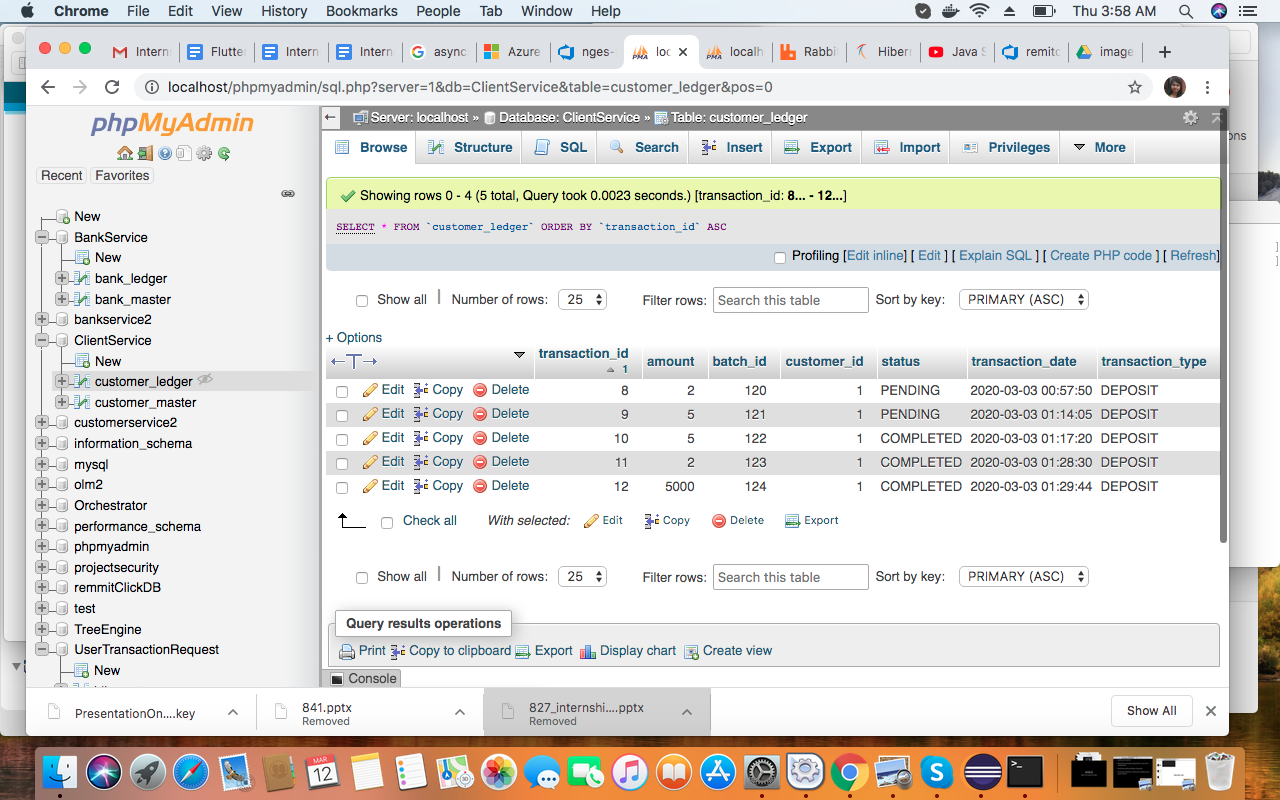 Chrome File Edit View History Bookmarks People Tab Window Help Thu 3:58 AM
Intern Flutte Intern Intern async Azure nges- loc localh Rabbi Hibern Java S remito image
localhost/phpmyadmin/sql.php?server=1&db=ClientService&table=customer_ledger&pos=0
phpMyAdmin
Recent Favorites
New
BankService
New
bank_ledger
bank_master
bankservice2
ClientService
New
customer_ledger
customer_master
customerservice2
information_schema
mysql
olm2
Orchestrator
performance_schema
phpmyadmin
projectsecurity
remmitClickDB
test
TreeEngine
UserTransactionRequest
New
Server: localhost » Database: ClientService » Table: customer_ledger
Browse Structure SQL Search Insert Export Import Privileges More
Showing rows 0 - 4 (5 total, Query took 0.0023 seconds.) [transaction_id: 8... - 12...]
SELECT * FROM `customer_ledger` ORDER BY `transaction_id` ASC
Profiling [Edit inline] [ Edit ] [ Explain SQL ] [ Create PHP code ] [ Refresh]
Show all Number of rows: 25 Filter rows: Search this table Sort by key: PRIMARY (ASC)
+ Options
transaction_id 1 amount batch_id customer_id status transaction_date transaction_type
Edit Copy Delete 8 2 120 1 PENDING 2020-03-03 00:57:50 DEPOSIT
Edit Copy Delete 9 5 121 1 PENDING 2020-03-03 01:14:05 DEPOSIT
Edit Copy Delete 10 5 122 1 COMPLETED 2020-03-03 01:17:20 DEPOSIT
Edit Copy Delete 11 2 123 1 COMPLETED 2020-03-03 01:28:30 DEPOSIT
Edit Copy Delete 12 5000 124 1 COMPLETED 2020-03-03 01:29:44 DEPOSIT
Check all With selected: Edit Copy Delete Export
Show all Number of rows: 25 Filter rows: Search this table Sort by key: PRIMARY (ASC)
Query results operations
Print Copy to clipboard Export Display chart Create view
Console
ons
PresentationOn....key
841.pptx
Removed
827_internshi....pptx
Removed
Show All
MAR
12